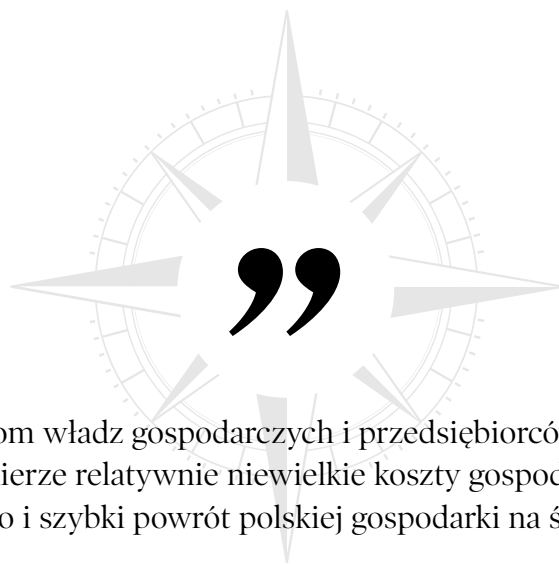 ”
om władz gospodarczych i przedsiębiorcó
ierze relatywnie niewielkie koszty gospod
o i szybki powrót polskiej gospodarki na ś